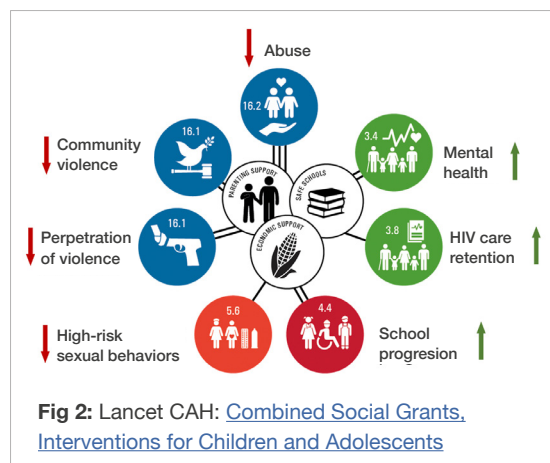 Abuse
16.2
16.1
Community
violence
3.4
Mental
health
PARENTING SUPPORT
SAFE SCHOOLS
16.1
Perpetration
of violence
ECONOMIC SUPPORT
3.8
HIV care
retention
5.6
High-risk
sexual behaviors
4.4
School
progresion
Fig 2: Lancet CAH: Combined Social Grants,
Interventions for Children and Adolescents